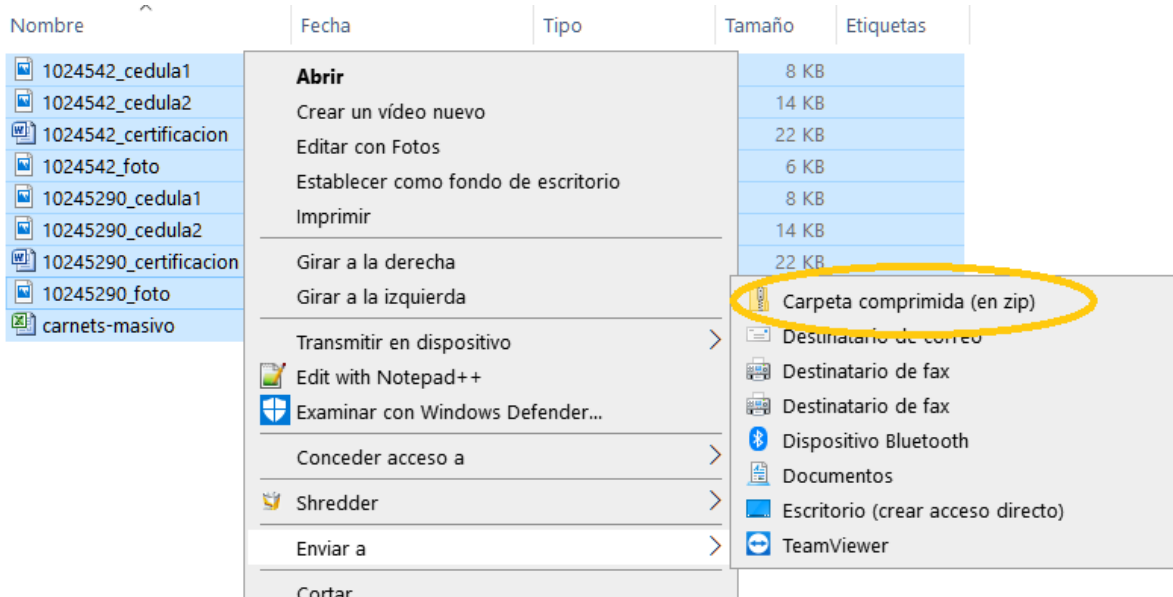 Nombre Fecha Tipo Tamaño Etiquetas
1024542_cedula1 8 KB
1024542_cedula2 14 KB
1024542_certificacion 22 KB
1024542_foto 6 KB
10245290_cedula1 8 KB
10245290_cedula2 14 KB
10245290_certificacion 22 KB
10245290_foto
carnets-masivo
Abrir
Crear un vídeo nuevo
Editar con Fotos
Establecer como fondo de escritorio
Imprimir
Girar a la derecha
Girar a la izquierda
Transmitir en dispositivo
Edit with Notepad++
Examinar con Windows Defender...
Conceder acceso a
Shredder
Enviar a
Cortar
Carpeta comprimida (en zip)
Destinatario de correo
Destinatario de fax
Destinatario de fax
Dispositivo Bluetooth
Documentos
Escritorio (crear acceso directo)
TeamViewer